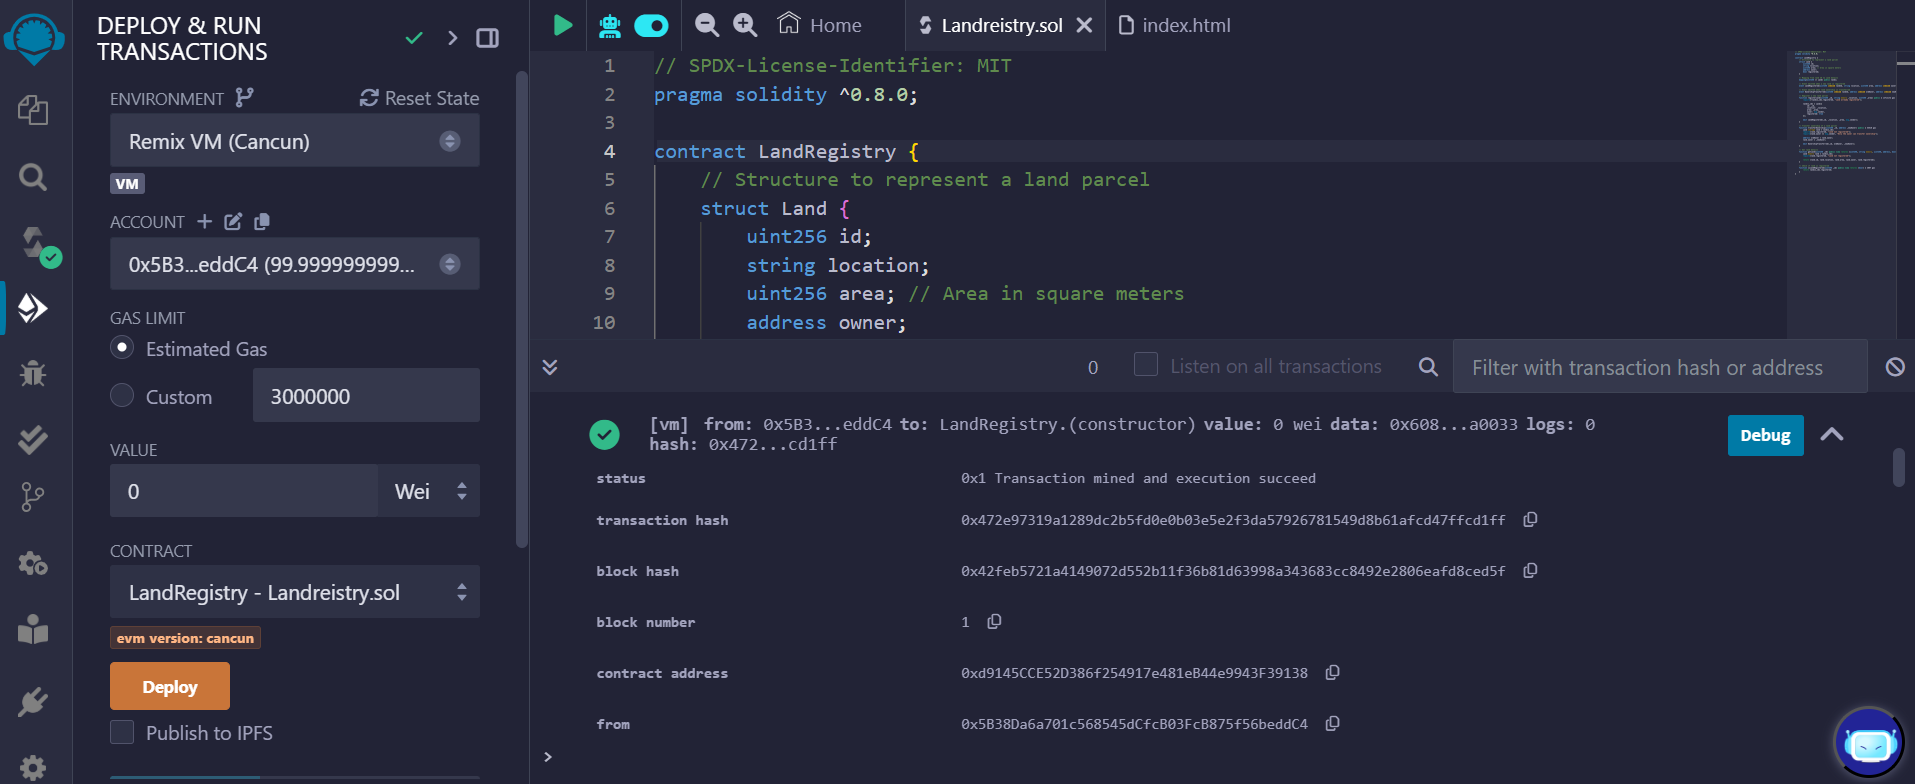 DEPLOY & RUN
TRANSACTIONS
ENVIRONMENT
Reset State
Remix VM (Cancun)
VM
ACCOUNT
0x5B3...eddC4 (99.999999999...
GAS LIMIT
Estimated Gas
Custom
3000000
VALUE
0
Wei
CONTRACT
LandRegistry - Landreistry.sol
evm version: cancun
Deploy
Publish to IPFS
Home
Landreistry.sol
index.html
1 // SPDX-License-Identifier: MIT
2 pragma solidity ^0.8.0;
3
4 contract LandRegistry {
5 // Structure to represent a land parcel
6 struct Land {
7 uint256 id;
8 string location;
9 uint256 area; // Area in square meters
10 address owner;
0
Listen on all transactions
Filter with transaction hash or address
[vm] from: 0x5B3...eddC4 to: LandRegistry.(constructor) value: 0 wei data: 0x608...a0033 logs: 0
hash: 0x472...cd1ff
Debug
status 0x1 Transaction mined and execution succeed
transaction hash 0x472e97319a1289dc2b5fd0e0b03e5e2f3da57926781549d8b61afcd47ffcd1ff
block hash 0x42feb5721a4149072d552b11f36b81d63998a343683cc8492e2806eafd8ced5f
block number 1
contract address 0xd9145CCE52D386f254917e481eB44e9943F39138
from 0x5B38Da6a701c568545dCfcB03FcB875f56beddC4
>